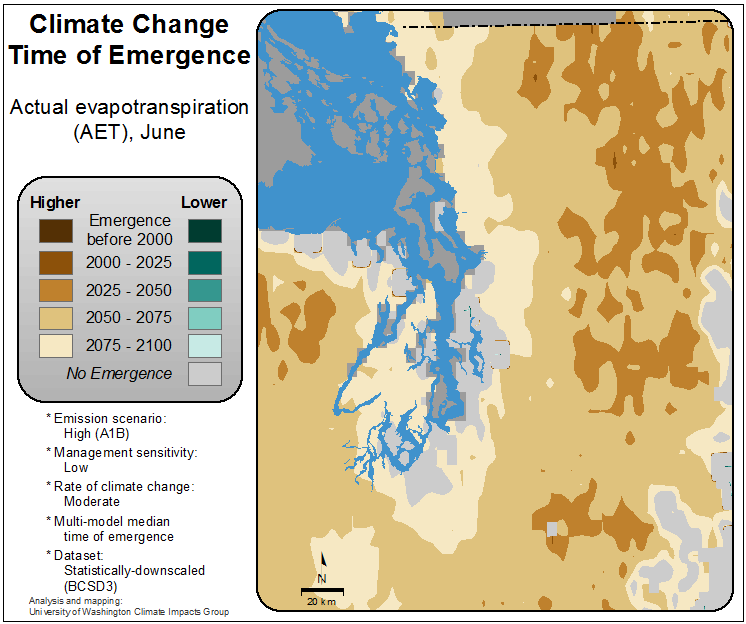 Climate Change
Time of Emergence
Actual evapotranspiration
(AET), June
Higher Lower
Emergence
before 2000
2000 - 2025
2025 - 2050
2050 - 2075
2075 - 2100
No Emergence
* Emission scenario:
High (A1B)
* Management sensitivity:
Low
* Rate of climate change:
Moderate
* Multi-model median
time of emergence
* Dataset:
Statistically-downscaled
(BCSD3)
Analysis and mapping:
University of Washington Climate Impacts Group
N
20 km